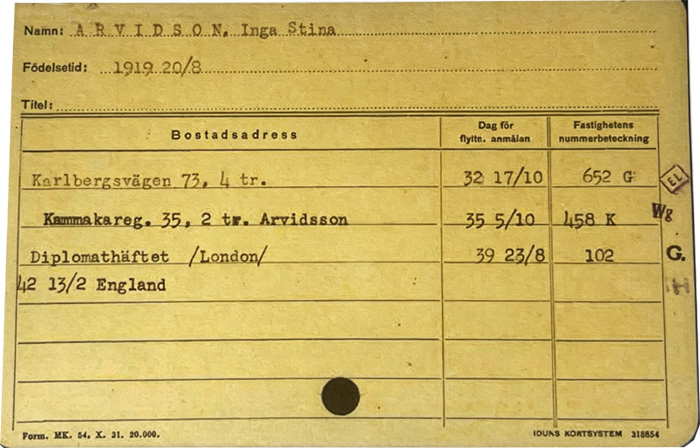 Namn: ARVIDSON, Inga Stina
Födelsetid: 1919 20/8
Titel:
Bostadsadress Dag för flyttn. anmälan Fastighetens nummerbeteckning
Karlbergsvägen 73, 4 tr. 32 17/10 652 G EL
Kammakareg. 35, 2 tr. Arvidsson 35 5/10 458 K Wg
Diplomathäftet /London/ 39 23/8 102 G.
42 13/2 England
Form. MK. 54. X. 31. 20.000. IDUNS KORTSYSTEM 318654